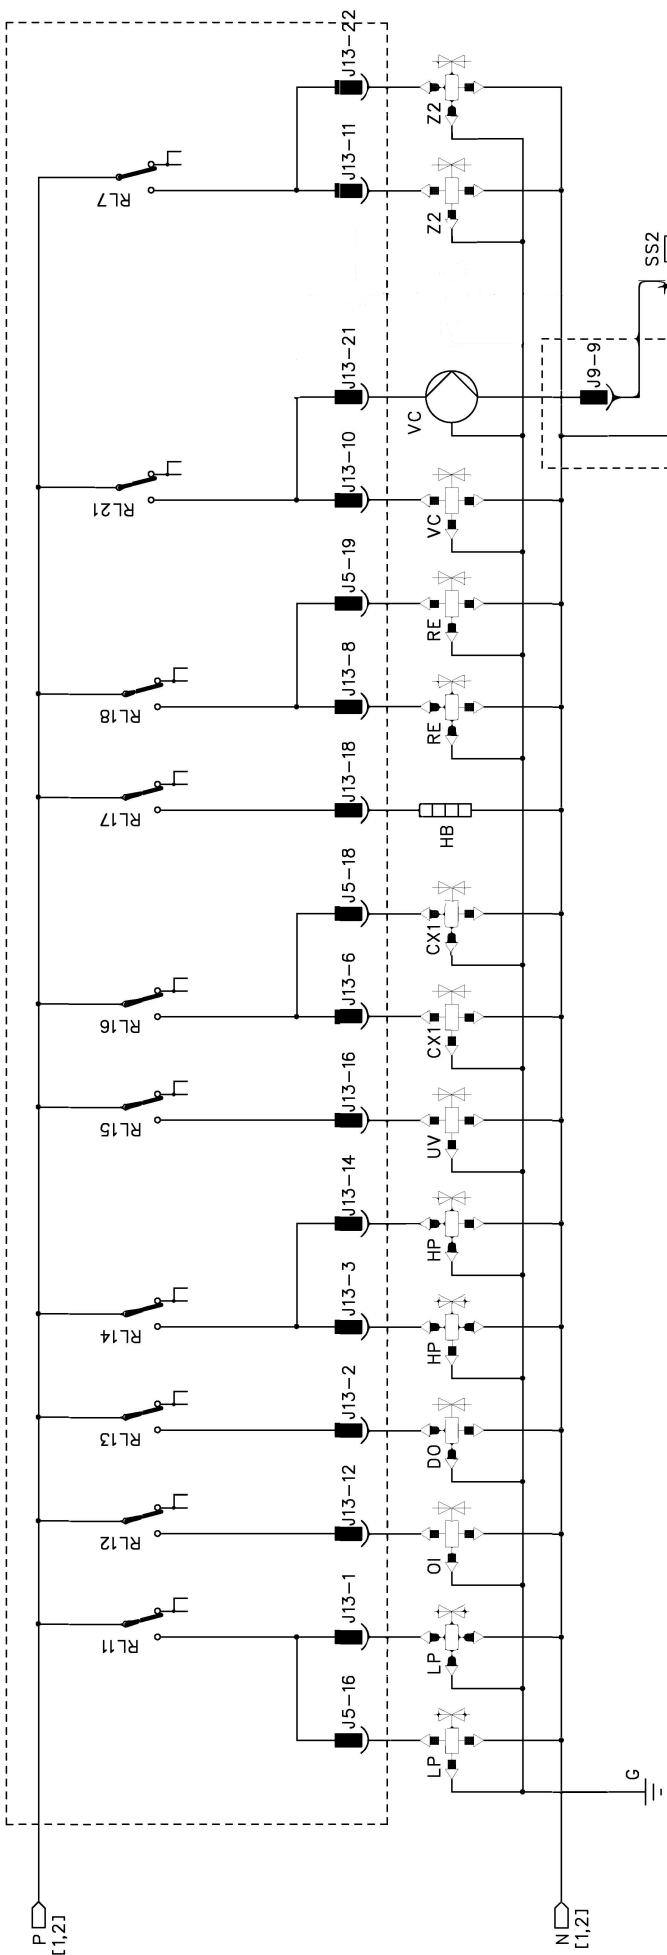 J13-22
Z2
J13-11
Z2
RL7
SS2
J13-21
J9-9
VC
J13-10
RL21
VC
J5-19
RE
J13-8
RE
RL18
J13-18
RL17
HB
J5-18
CX1
J13-6
RL16
CX1
J13-16
RL15
UV
J13-14
HP
J13-3
RL14
HP
J13-2
RL13
DO
J13-12
RL12
OI
J13-1
RL11
LP
J5-16
LP
G
P
[1,2]
N
[1,2]